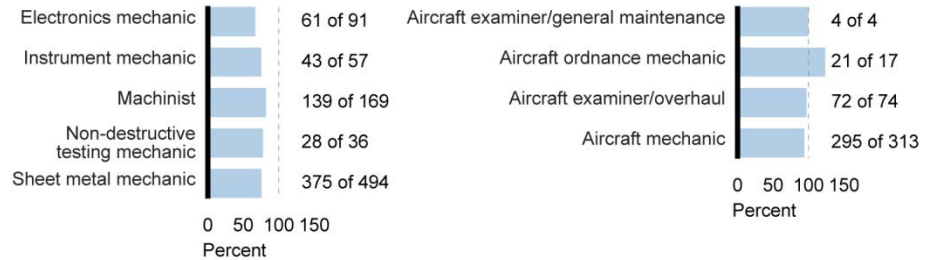 Electronics mechanic 61 of 91
Instrument mechanic 43 of 57
Machinist 139 of 169
Non-destructive
testing mechanic 28 of 36
Sheet metal mechanic 375 of 494
0 50 100 150
Percent
Aircraft examiner/general maintenance 4 of 4
Aircraft ordnance mechanic 21 of 17
Aircraft examiner/overhaul 72 of 74
Aircraft mechanic 295 of 313
0 50 100 150
Percent